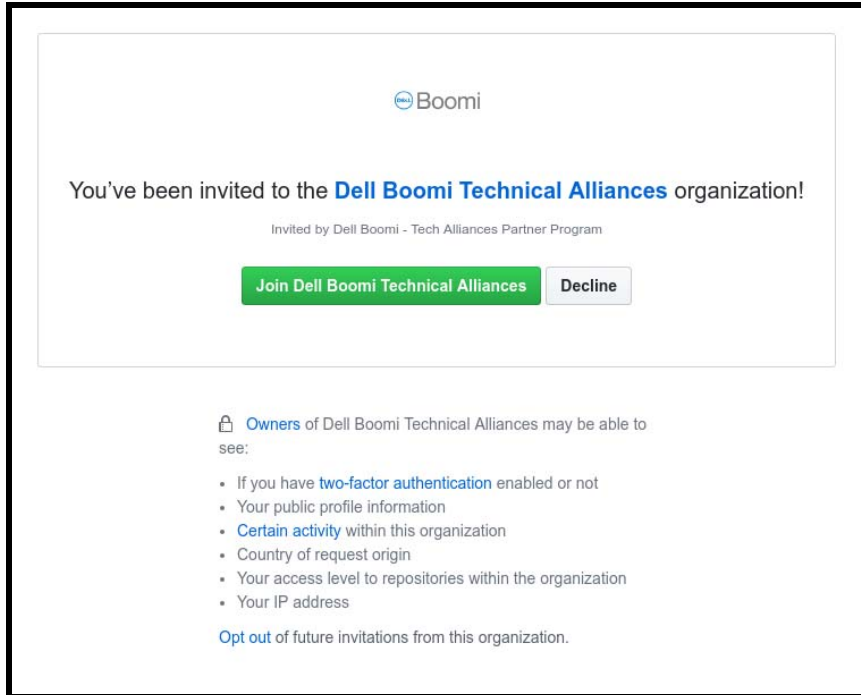 DELL Boomi
You’ve been invited to the Dell Boomi Technical Alliances organization!
Invited by Dell Boomi - Tech Alliances Partner Program
Join Dell Boomi Technical Alliances Decline
Owners of Dell Boomi Technical Alliances may be able to
see:
• If you have two-factor authentication enabled or not
• Your public profile information
• Certain activity within this organization
• Country of request origin
• Your access level to repositories within the organization
• Your IP address
Opt out of future invitations from this organization.